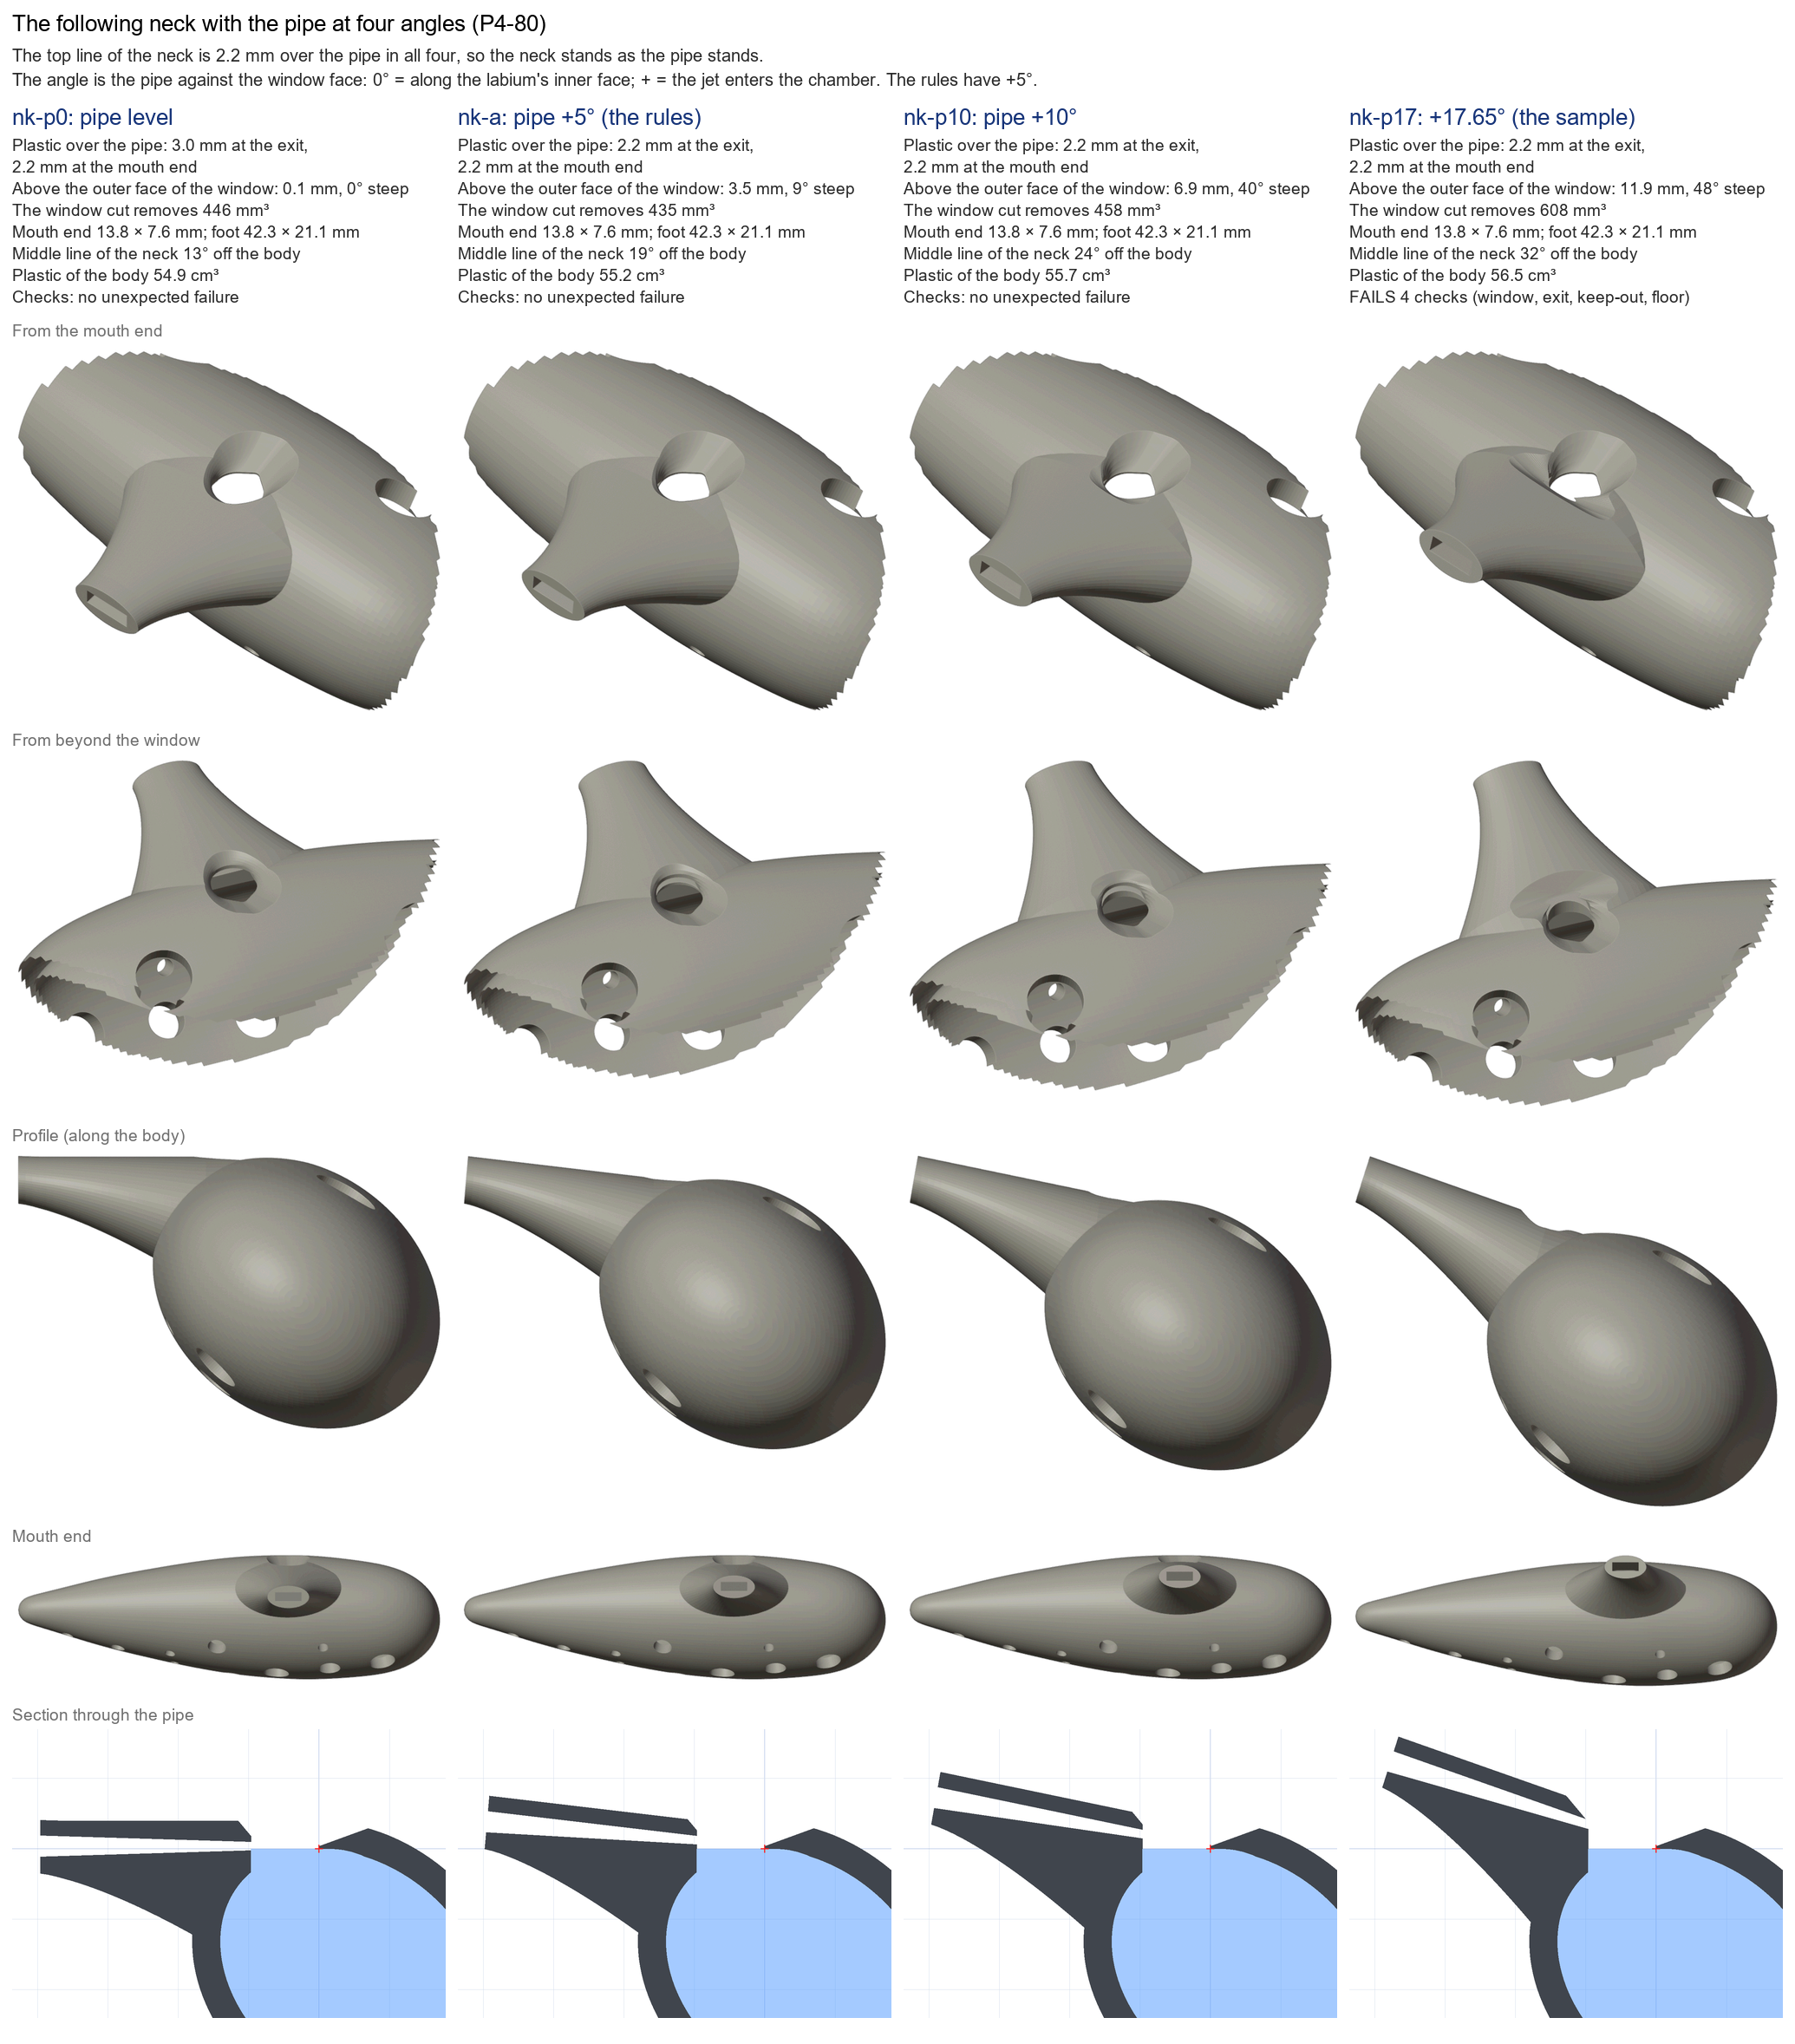 The following neck with the pipe at four angles (P4-80)
The top line of the neck is 2.2 mm over the pipe in all four, so the neck stands as the pipe stands.
The angle is the pipe against the window face: 0° = along the labium's inner face; + = the jet enters the chamber. The rules have +5°.
nk-p0: pipe level
Plastic over the pipe: 3.0 mm at the exit,
2.2 mm at the mouth end
Above the outer face of the window: 0.1 mm, 0° steep
The window cut removes 446 mm³
Mouth end 13.8 × 7.6 mm; foot 42.3 × 21.1 mm
Middle line of the neck 13° off the body
Plastic of the body 54.9 cm³
Checks: no unexpected failure
nk-a: pipe +5° (the rules)
Plastic over the pipe: 2.2 mm at the exit,
2.2 mm at the mouth end
Above the outer face of the window: 3.5 mm, 9° steep
The window cut removes 435 mm³
Mouth end 13.8 × 7.6 mm; foot 42.3 × 21.1 mm
Middle line of the neck 19° off the body
Plastic of the body 55.2 cm³
Checks: no unexpected failure
nk-p10: pipe +10°
Plastic over the pipe: 2.2 mm at the exit,
2.2 mm at the mouth end
Above the outer face of the window: 6.9 mm, 40° steep
The window cut removes 458 mm³
Mouth end 13.8 × 7.6 mm; foot 42.3 × 21.1 mm
Middle line of the neck 24° off the body
Plastic of the body 55.7 cm³
Checks: no unexpected failure
nk-p17: +17.65° (the sample)
Plastic over the pipe: 2.2 mm at the exit,
2.2 mm at the mouth end
Above the outer face of the window: 11.9 mm, 48° steep
The window cut removes 608 mm³
Mouth end 13.8 × 7.6 mm; foot 42.3 × 21.1 mm
Middle line of the neck 32° off the body
Plastic of the body 56.5 cm³
FAILS 4 checks (window, exit, keep-out, floor)
From the mouth end
From beyond the window
Profile (along the body)
Mouth end
Section through the pipe